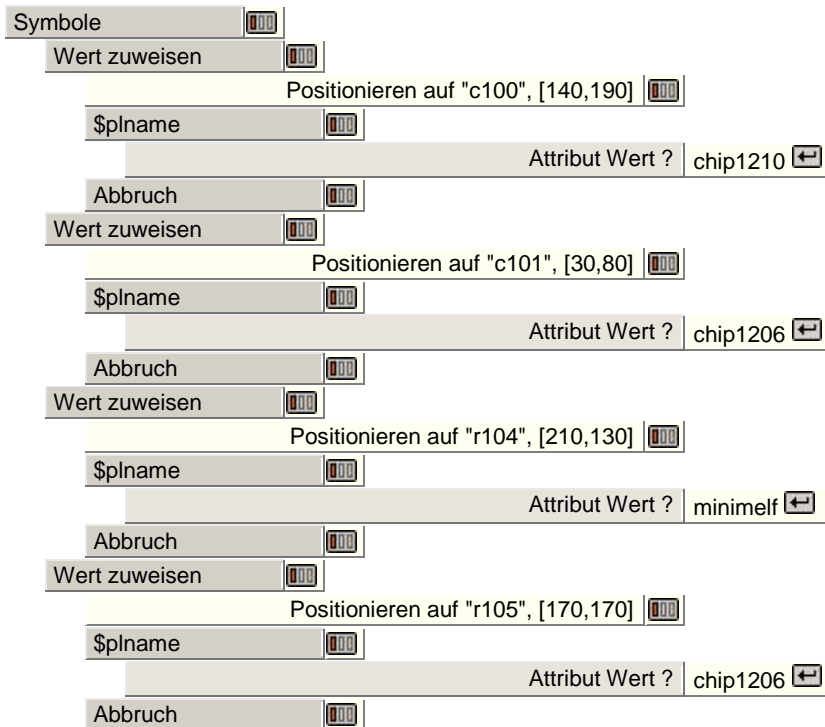 Symbole
Wert zuweisen
Positionieren auf "c100", [140,190]
$plname
Attribut Wert ? chip1210
Abbruch
Wert zuweisen
Positionieren auf "c101", [30,80]
$plname
Attribut Wert ? chip1206
Abbruch
Wert zuweisen
Positionieren auf "r104", [210,130]
$plname
Attribut Wert ? minimelf
Abbruch
Wert zuweisen
Positionieren auf "r105", [170,170]
$plname
Attribut Wert ? chip1206
Abbruch